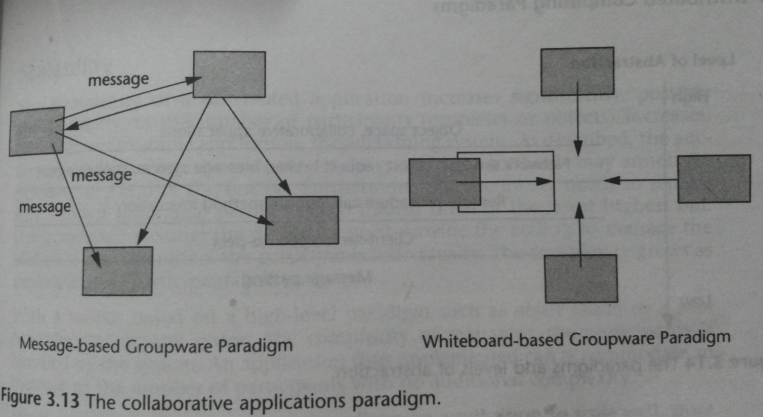 message
message
message
Message-based Groupware Paradigm
Whiteboard-based Groupware Paradigm
Figure 3.13 The collaborative applications paradigm.